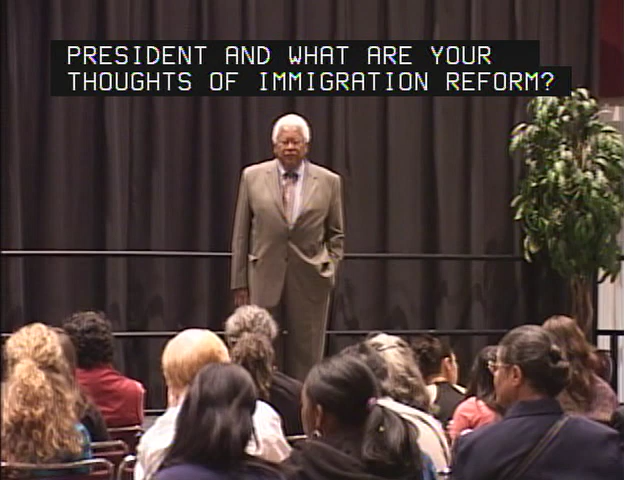 PRESIDENT AND WHAT ARE YOUR
THOUGHTS OF IMMIGRATION REFORM?